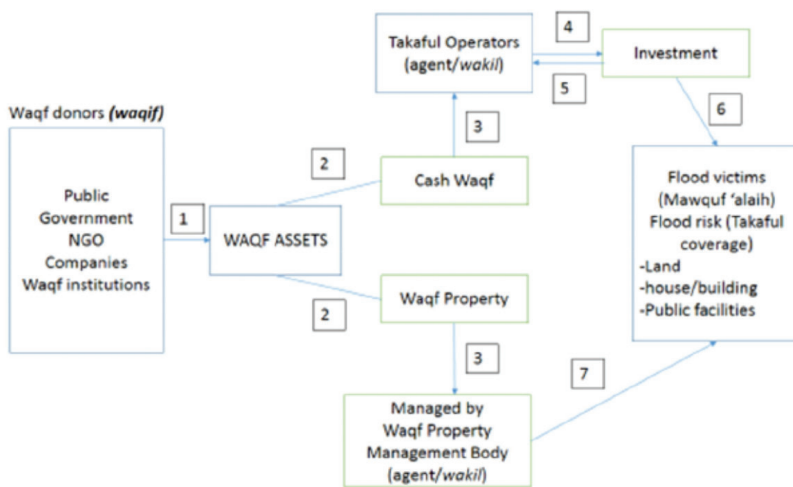 Waqf donors (waqif)
Public
Government
NGO
Companies
Waqf institutions
1
WAQF ASSETS
2
2
Cash Waqf
Waqf Property
3
3
Takaful Operators
(agent/wakil)
Managed by
Waqf Property
Management Body
(agent/wakil)
4
5
Investment
6
7
Flood victims
(Mawquf ‘alaih)
Flood risk (Takaful
coverage)
-Land
-house/building
-Public facilities